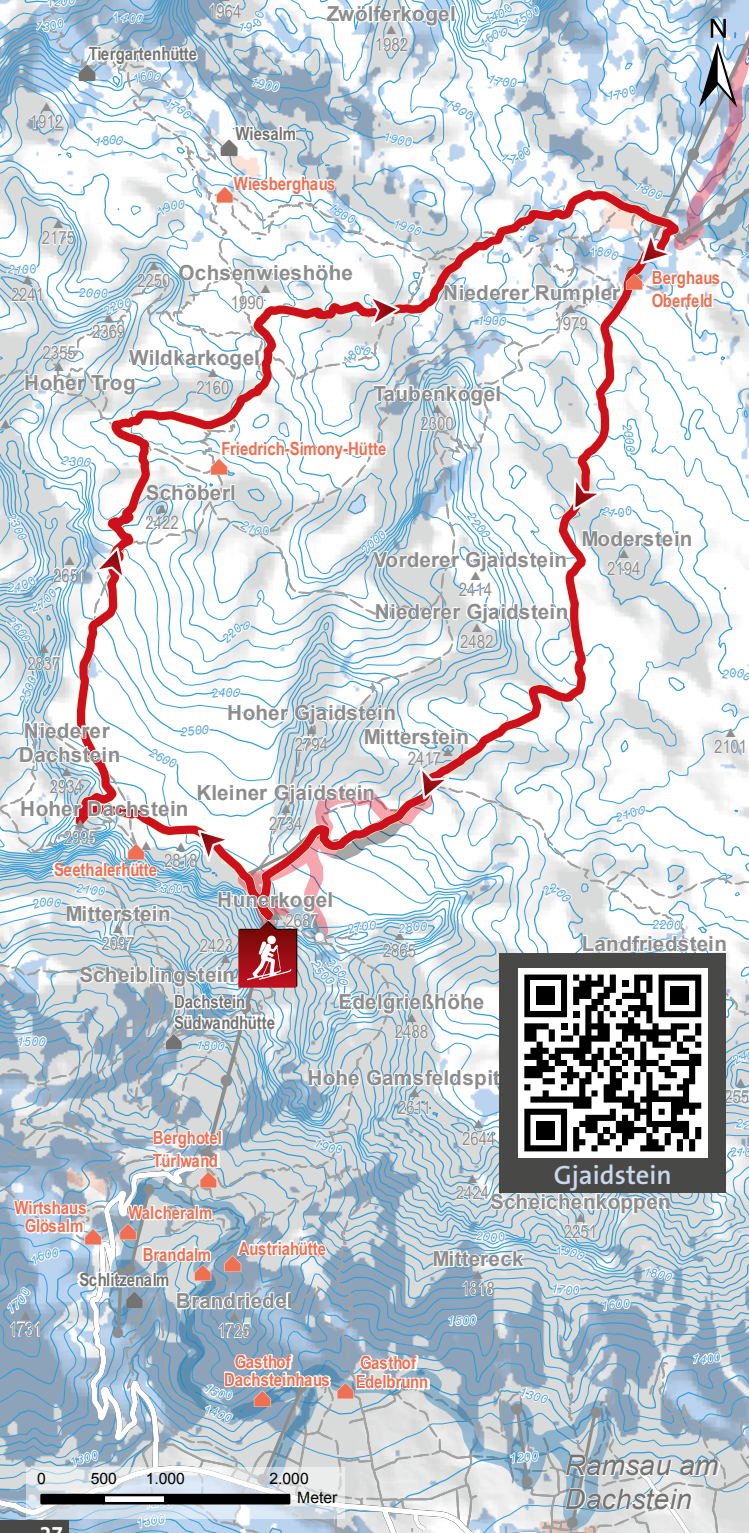 Zwölferkogel
1964
1982
N
Tiergartenhütte
1912
Wiesalm
Wiesberghaus
2175
2241
2250
Ochsenwieshöhe
1990
Niederer Rumpler
1979
Berghaus
Oberfeld
2369
2355
Hoher Trog
Wildkarkogel
2160
Taubenkogel
2300
Friedrich-Simony-Hütte
Schöberl
2422
2651
Moderstein
2194
Vorderer Gjaidstein
2414
Niederer Gjaidstein
2482
2837
Hoher Gjaidstein
2794
Mitterstein
2417
2101
Niederer
Dachstein
2934
Kleiner Gjaidstein
2734
Hoher Dachstein
2995
Seethalerhütte
2819
Hunerkogel
2687
Mitterstein
2097
2423
2865
Landfriedstein
Scheiblingstein
Dachstein
Südwandhütte
Edelgrießhöhe
2488
Hohe Gamsfeldspit
2611
2644
2424
Gjaidstein
Scheichenkoppen
2251
Berghotel
Türlwand
Wirtshaus
Glösalm
Walcheralm
Brandalm
Austriahütte
Schlitzenalm
Brandriedel
1725
1731
Mittereck
1818
Gasthof
Dachsteinhaus
Gasthof
Edelbrunn
Ramsau am
Dachstein
0 500 1.000 2.000
Meter
37